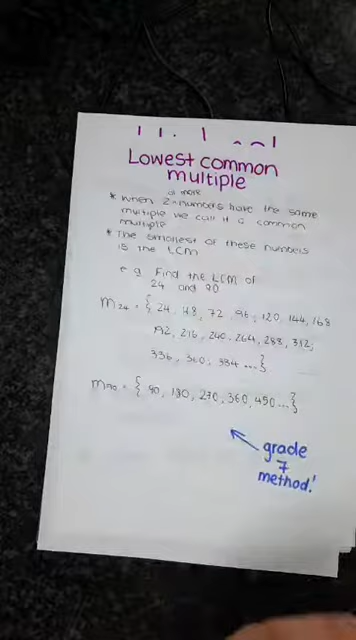 Lowest common
multiple
or more
* When 2 numbers have the same
multiple we call it a common
multiple
* The smallest of these numbers
is the LCM
e.g. Find the LCM of
24 and 90
M24 = { 24, 48, 72, 96, 120, 144, 168
192, 216, 240, 264, 288, 312,
336, 360, 384 ... }
M90 = { 90, 180, 270, 360, 450 ... }
grade
7
method!